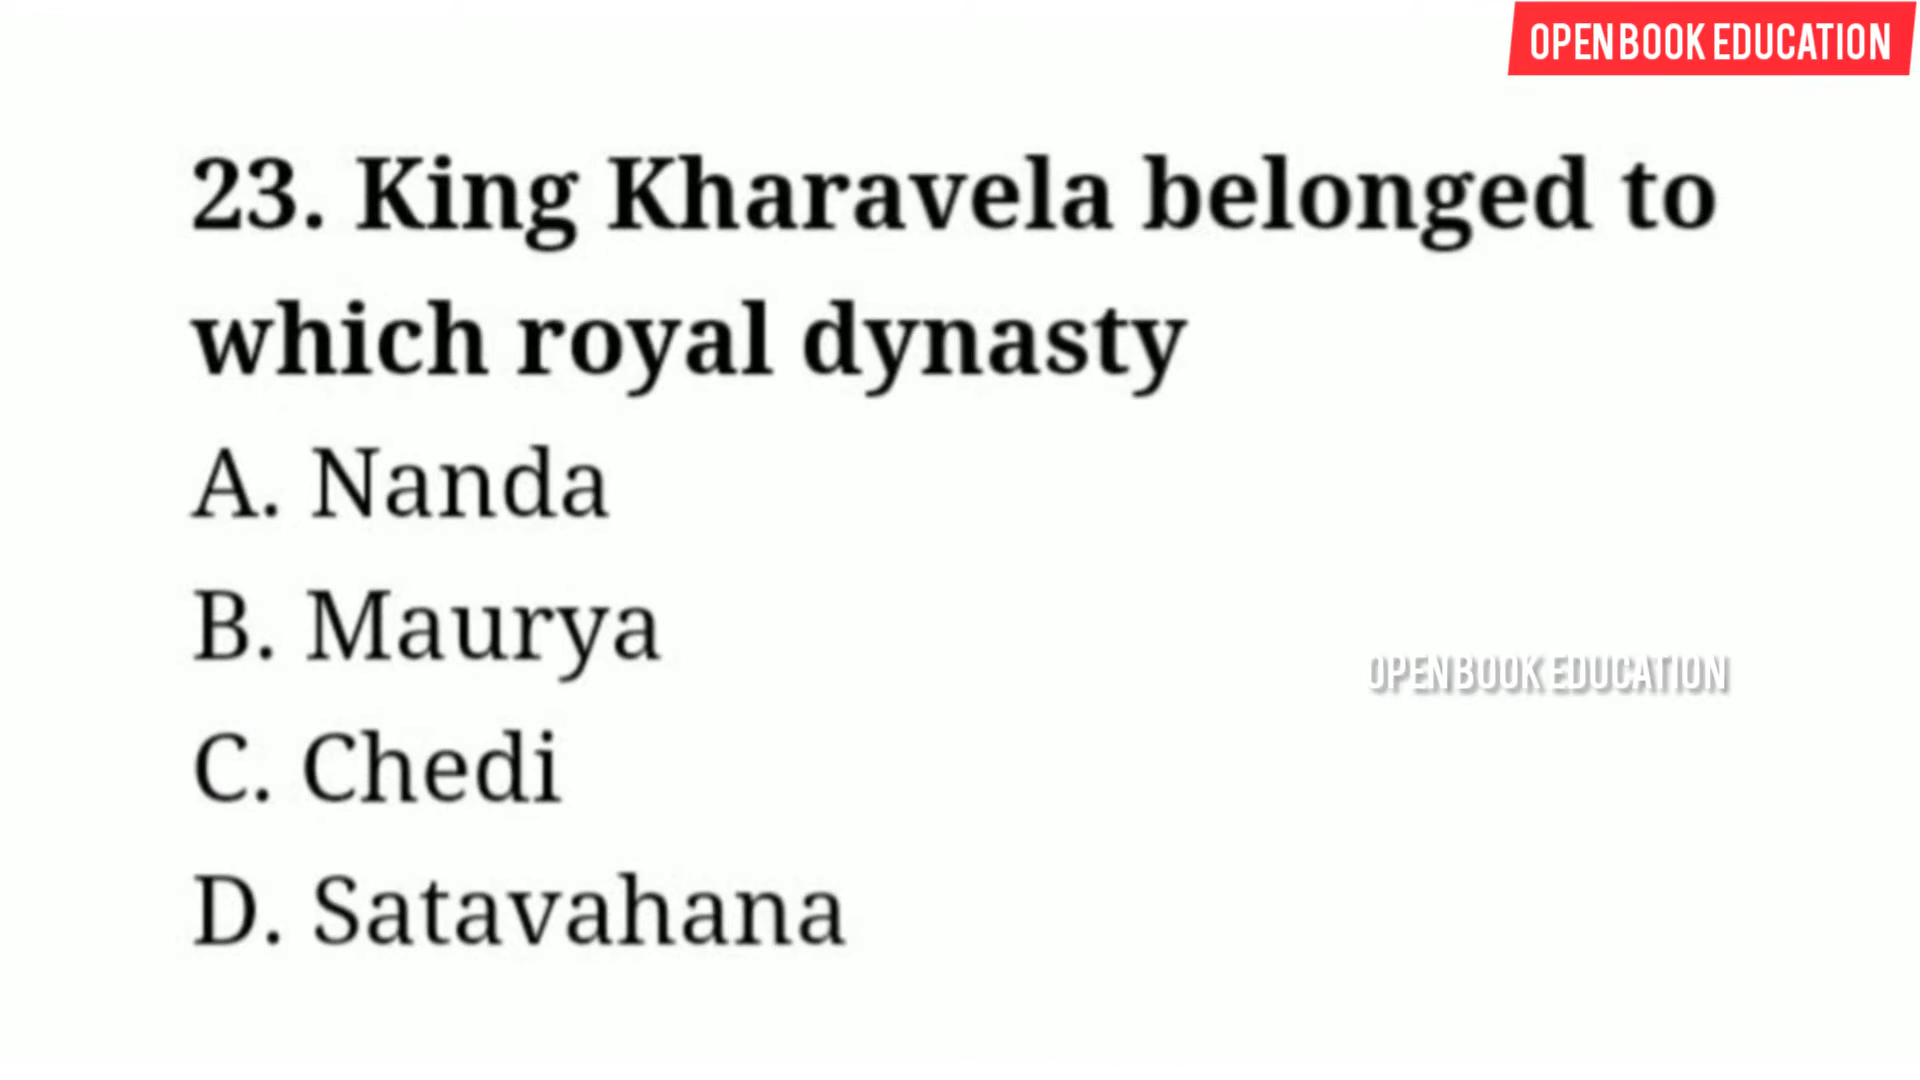 OPEN BOOK EDUCATION
23. King Kharavela belonged to
which royal dynasty
A. Nanda
B. Maurya
OPEN BOOK EDUCATION
C. Chedi
D. Satavahana